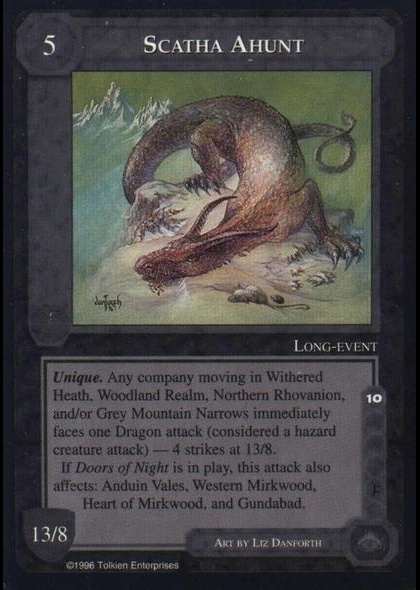 5
SCATHA AHUNT
LONG-EVENT
Unique. Any company moving in Withered
Heath, Woodland Realm, Northern Rhovanion,
and/or Grey Mountain Narrows immediately
faces one Dragon attack (considered a hazard
creature attack) — 4 strikes at 13/8.
If Doors of Night is in play, this attack also
affects: Anduin Vales, Western Mirkwood,
Heart of Mirkwood, and Gundabad.
10
F
13/8
ART BY LIZ DANFORTH
©1996 Tolkien Enterprises